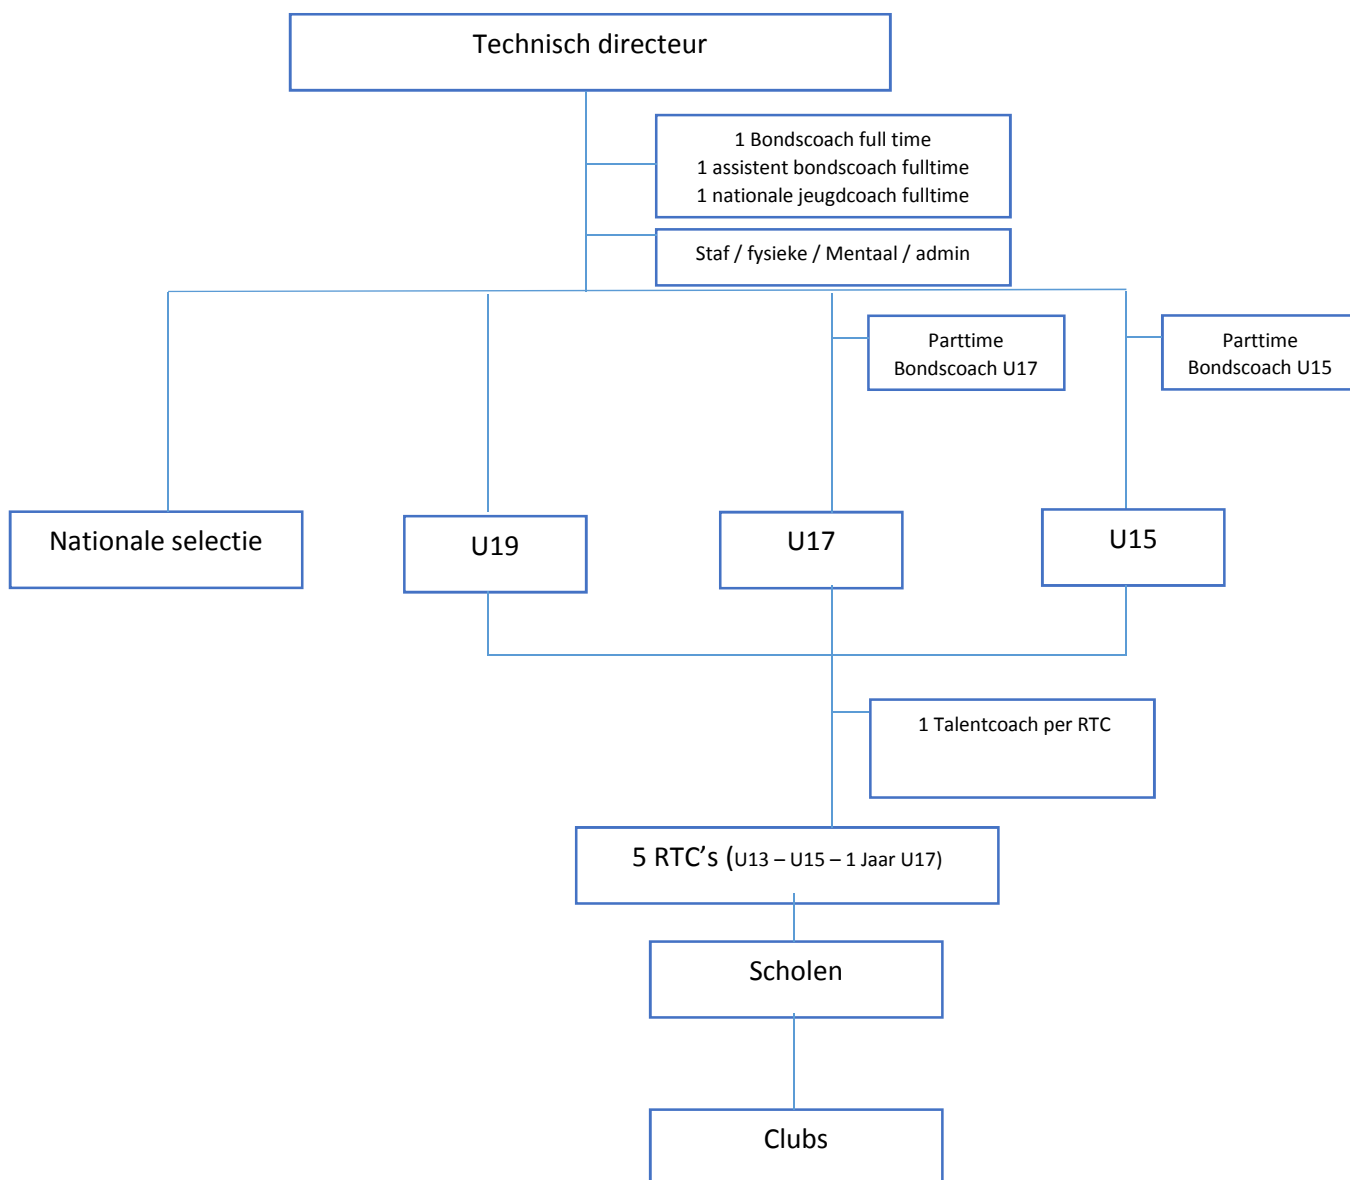 Technisch directeur
1 Bondscoach full time
1 assistent bondscoach fulltime
1 nationale jeugdcoach fulltime
Staf / fysieke / Mentaal / admin
Parttime
Bondscoach U17
Parttime
Bondscoach U15
Nationale selectie
U19
U17
U15
1 Talentcoach per RTC
5 RTC’s (U13 – U15 – 1 Jaar U17)
Scholen
Clubs